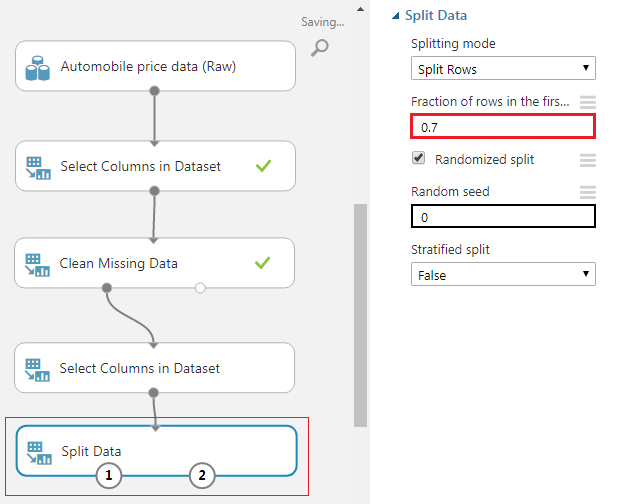 Saving...
Automobile price data (Raw)
Select Columns in Dataset
Clean Missing Data
Select Columns in Dataset
Split Data
1
2
Split Data
Splitting mode
Split Rows
Fraction of rows in the firs...
0.7
Randomized split
Random seed
0
Stratified split
False